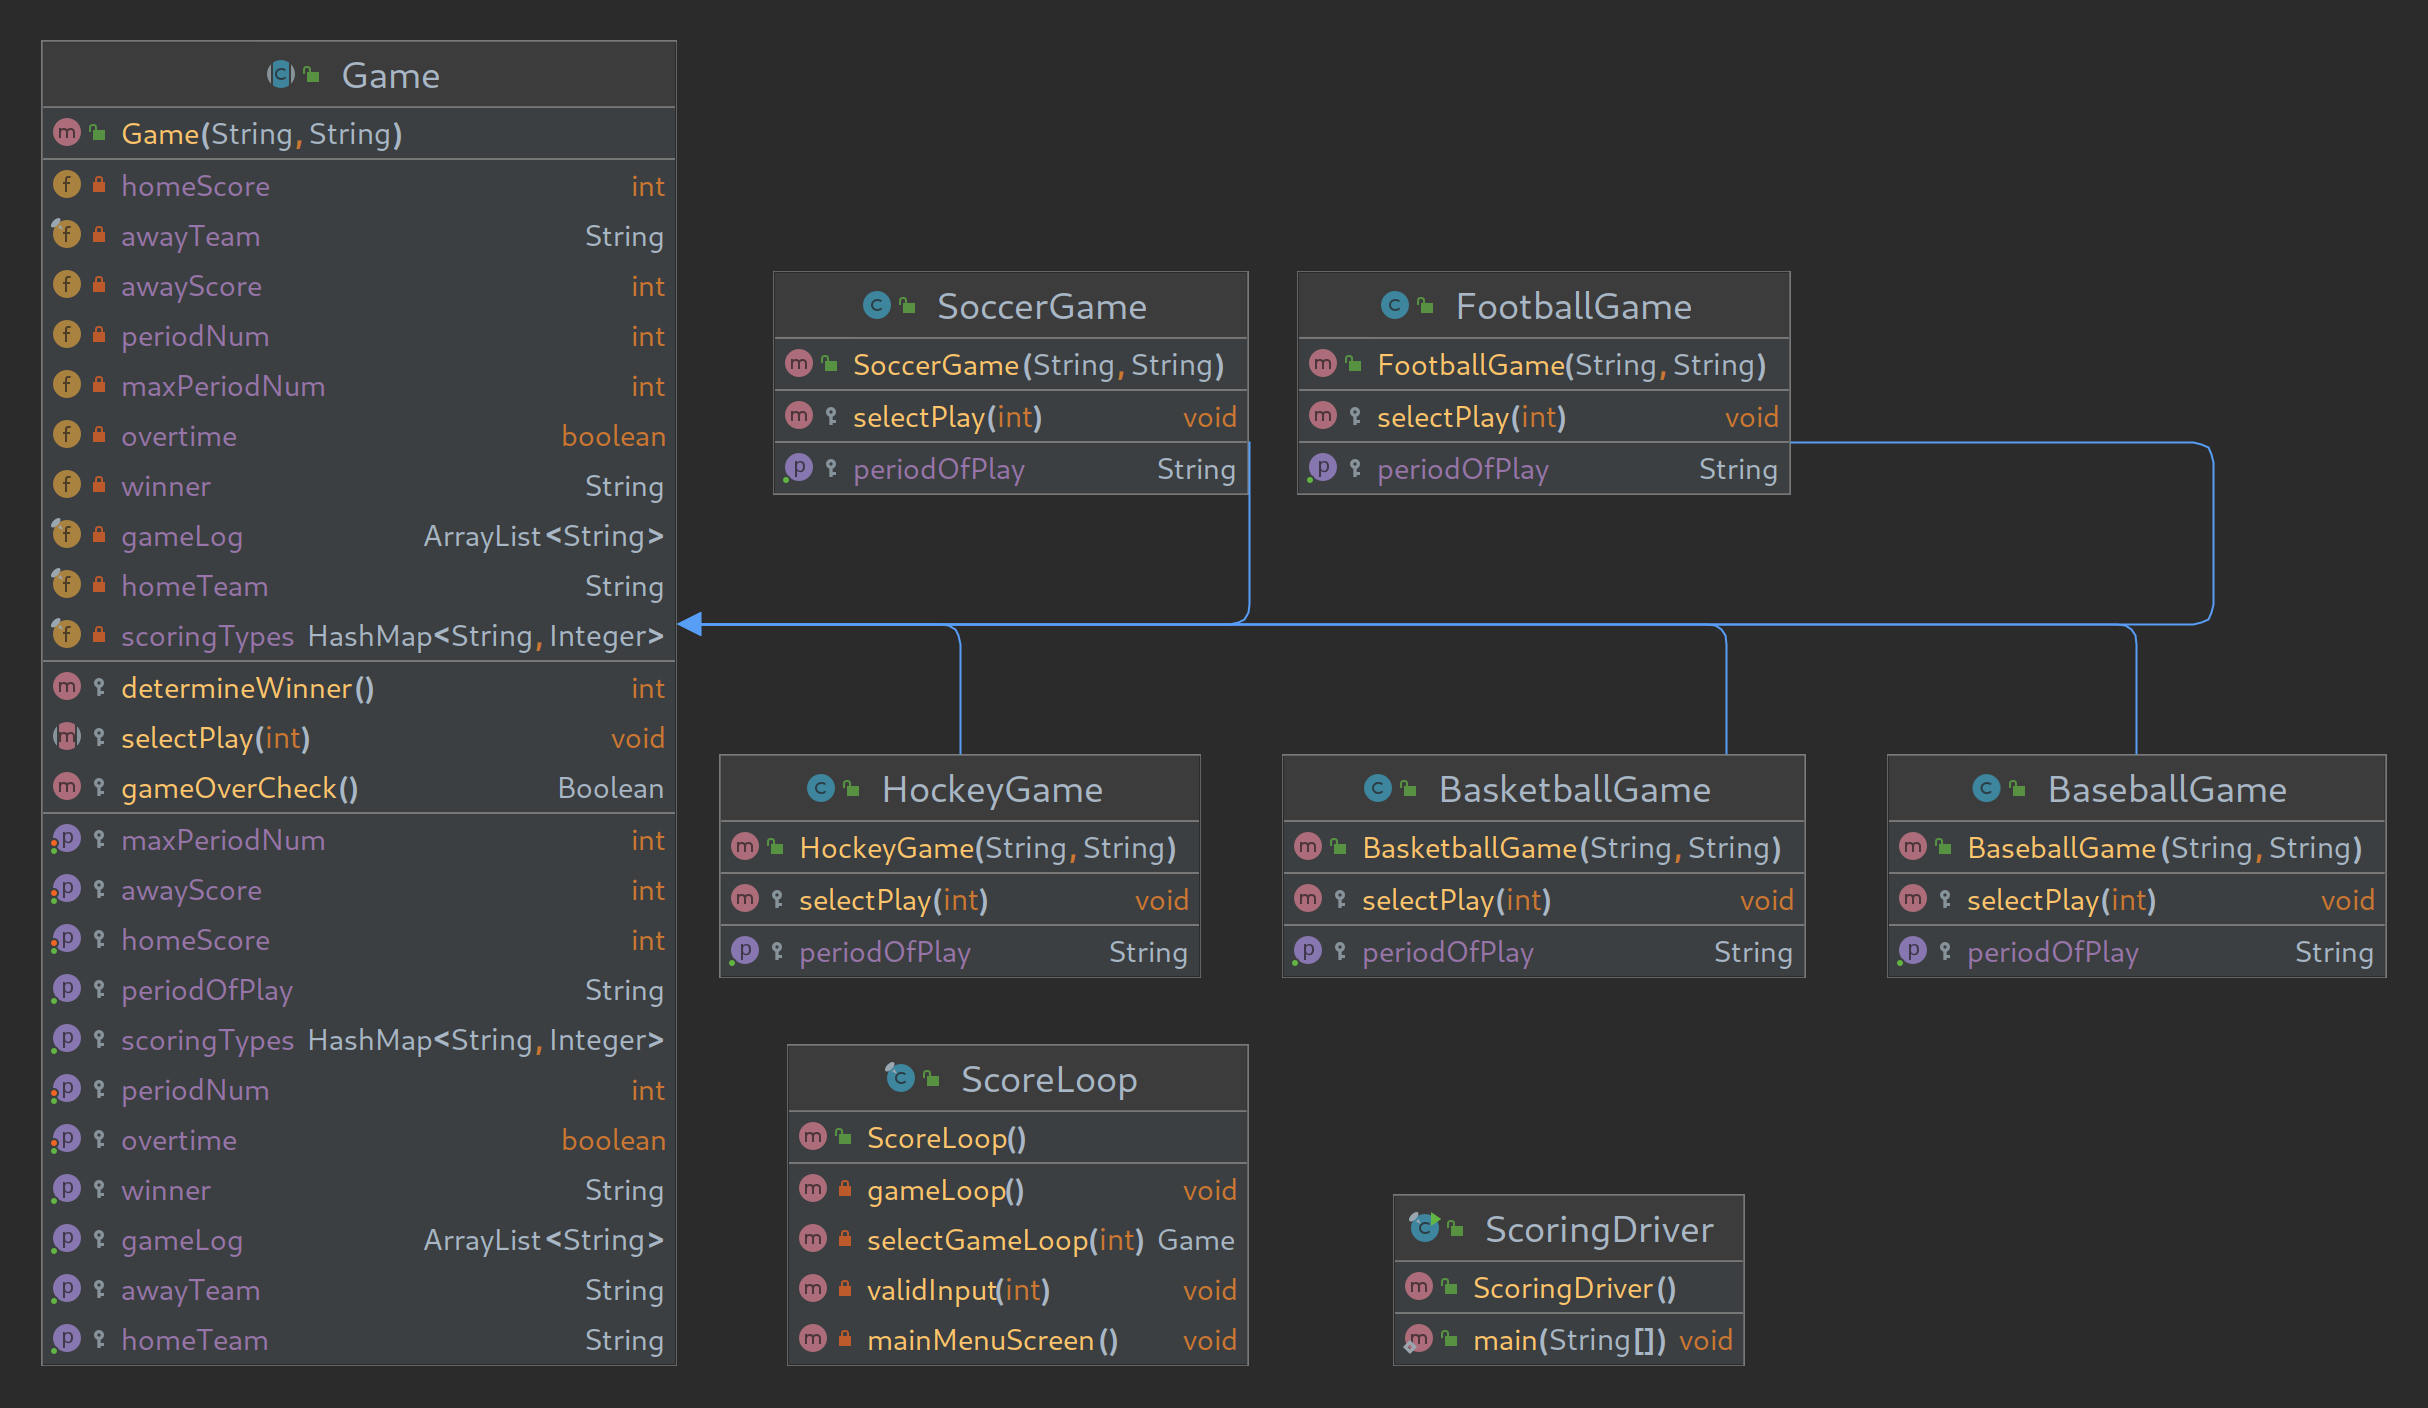 Game
Game(String, String)
homeScore int
awayTeam String
awayScore int
periodNum int
maxPeriodNum int
overtime boolean
winner String
gameLog ArrayList<String>
homeTeam String
scoringTypes HashMap<String, Integer>
determineWinner() int
selectPlay(int) void
gameOverCheck() Boolean
maxPeriodNum int
awayScore int
homeScore int
periodOfPlay String
scoringTypes HashMap<String, Integer>
periodNum int
overtime boolean
winner String
gameLog ArrayList<String>
awayTeam String
homeTeam String
SoccerGame
SoccerGame(String, String)
selectPlay(int) void
periodOfPlay String
FootballGame
FootballGame(String, String)
selectPlay(int) void
periodOfPlay String
HockeyGame
HockeyGame(String, String)
selectPlay(int) void
periodOfPlay String
BasketballGame
BasketballGame(String, String)
selectPlay(int) void
periodOfPlay String
BaseballGame
BaseballGame(String, String)
selectPlay(int) void
periodOfPlay String
ScoreLoop
ScoreLoop()
gameLoop() void
selectGameLoop(int) Game
validInput(int) void
mainMenuScreen() void
ScoringDriver
ScoringDriver()
main(String[]) void